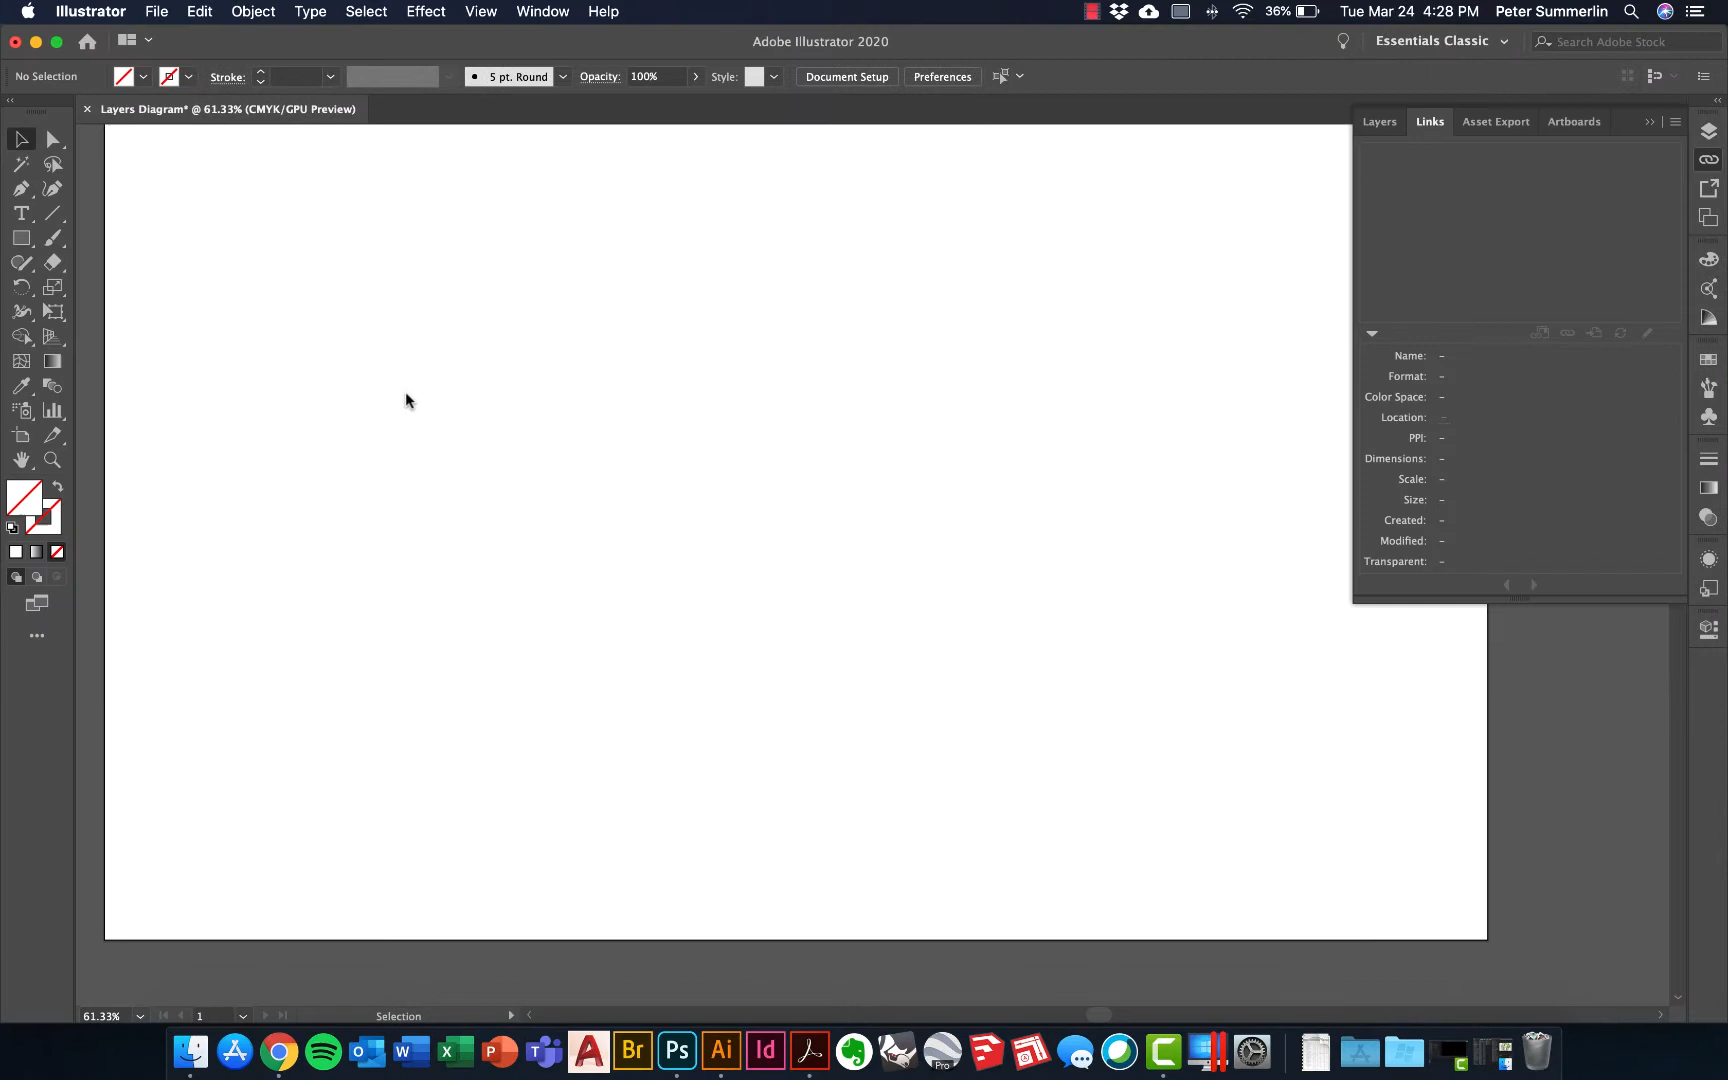 Illustrator File Edit Object Type Select Effect View Window Help 36% Tue Mar 24 4:28 PM Peter Summerlin
Adobe Illustrator 2020 Essentials Classic Search Adobe Stock
No Selection Stroke: 5 pt. Round Opacity: 100% Style: Document Setup Preferences
× Layers Diagram* @ 61.33% (CMYK/GPU Preview)
Layers Links Asset Export Artboards
Name: –
Format: –
Color Space: –
Location: –
PPI: –
Dimensions: –
Scale: –
Size: –
Created: –
Modified: –
Transparent: –
61.33% 1 Selection
O W X P T A Br Ps Ai Id Pro C